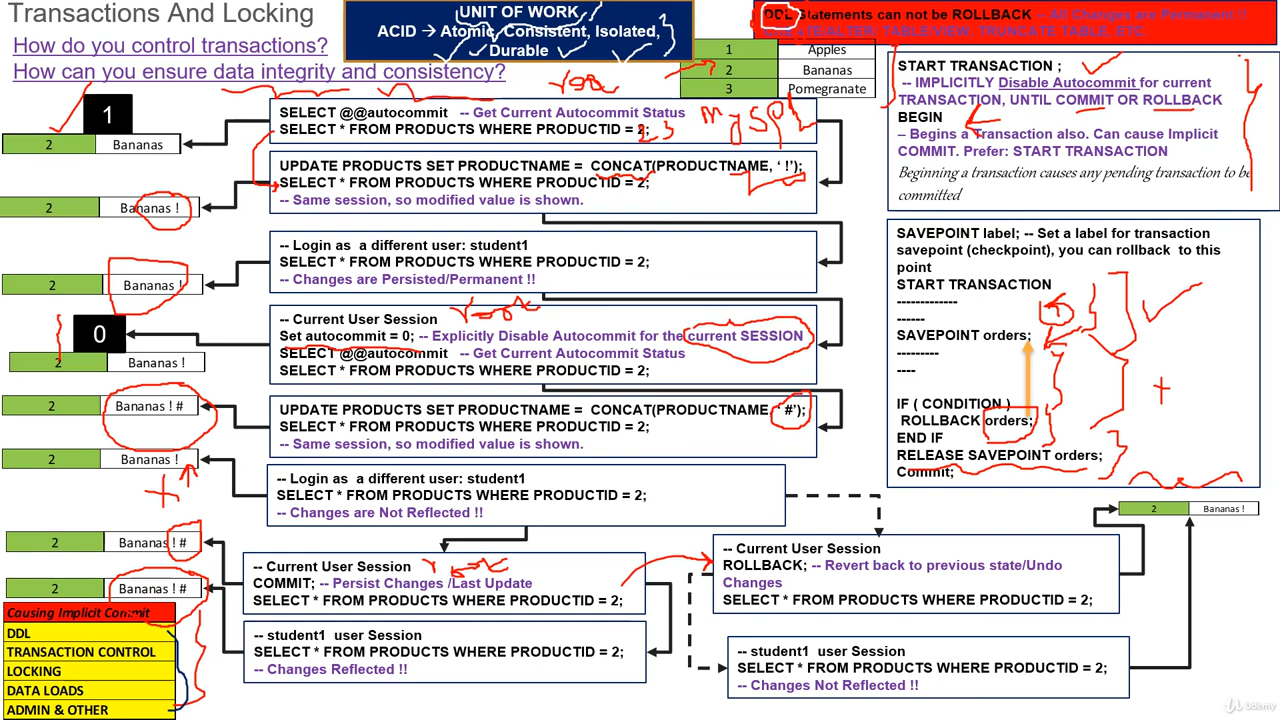 Transactions And Locking
How do you control transactions?
How can you ensure data integrity and consistency?
UNIT OF WORK
ACID → Atomic, Consistent, Isolated,
Durable
DDL Statements can not be ROLLBACK – All Changes are Permanent !!
CREATE/ALTER/ TABLE/VIEW, TRUNCATE TABLE, ETC.
1 Apples
2 Bananas
3 Pomegranate
1
2 Bananas
SELECT @@autocommit -- Get Current Autocommit Status
SELECT * FROM PRODUCTS WHERE PRODUCTID = 2;
mysql
UPDATE PRODUCTS SET PRODUCTNAME = CONCAT(PRODUCTNAME, ' !');
SELECT * FROM PRODUCTS WHERE PRODUCTID = 2;
-- Same session, so modified value is shown.
2 Bananas !
-- Login as a different user: student1
SELECT * FROM PRODUCTS WHERE PRODUCTID = 2;
-- Changes are Persisted/Permanent !!
2 Bananas !
-- Current User Session
Set autocommit = 0; -- Explicitly Disable Autocommit for the current SESSION
SELECT @@autocommit -- Get Current Autocommit Status
SELECT * FROM PRODUCTS WHERE PRODUCTID = 2;
0
2 Bananas !
UPDATE PRODUCTS SET PRODUCTNAME = CONCAT(PRODUCTNAME, ' #');
SELECT * FROM PRODUCTS WHERE PRODUCTID = 2;
-- Same session, so modified value is shown.
2 Bananas ! #
2 Bananas !
-- Login as a different user: student1
SELECT * FROM PRODUCTS WHERE PRODUCTID = 2;
-- Changes are Not Reflected !!
2 Bananas ! #
-- Current User Session
COMMIT; -- Persist Changes /Last Update
SELECT * FROM PRODUCTS WHERE PRODUCTID = 2;
2 Bananas ! #
-- student1 user Session
SELECT * FROM PRODUCTS WHERE PRODUCTID = 2;
-- Changes Reflected !!
Causing Implicit Commit
DDL
TRANSACTION CONTROL
LOCKING
DATA LOADS
ADMIN & OTHER
START TRANSACTION ;
-- IMPLICITLY Disable Autocommit for current
TRANSACTION, UNTIL COMMIT OR ROLLBACK
BEGIN
– Begins a Transaction also. Can cause Implicit
COMMIT. Prefer: START TRANSACTION
Beginning a transaction causes any pending transaction to be
committed
SAVEPOINT label; -- Set a label for transaction
savepoint (checkpoint), you can rollback to this
point
START TRANSACTION
-------------
------
SAVEPOINT orders;
---------
----
IF ( CONDITION )
ROLLBACK orders;
END IF
RELEASE SAVEPOINT orders;
Commit;
2 Bananas !
-- Current User Session
ROLLBACK; -- Revert back to previous state/Undo
Changes
SELECT * FROM PRODUCTS WHERE PRODUCTID = 2;
-- student1 user Session
SELECT * FROM PRODUCTS WHERE PRODUCTID = 2;
-- Changes Not Reflected !!
Udemy